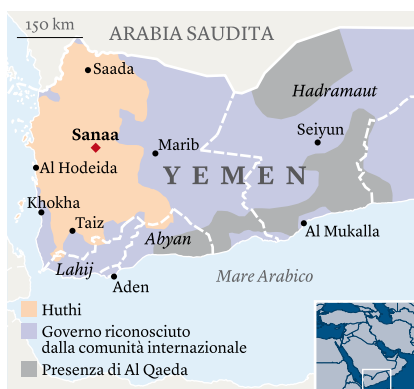 150 km
ARABIA SAUDITA
Saada
Hadramaut
Sanaa
Seiyun
Marib
Al Hodeida
YEMEN
Khokha
Taiz
Abyan
Al Mukalla
Lahij
Mare Arabico
Aden
Huthi
Governo riconosciuto
dalla comunità internazionale
Presenza di Al Qaeda